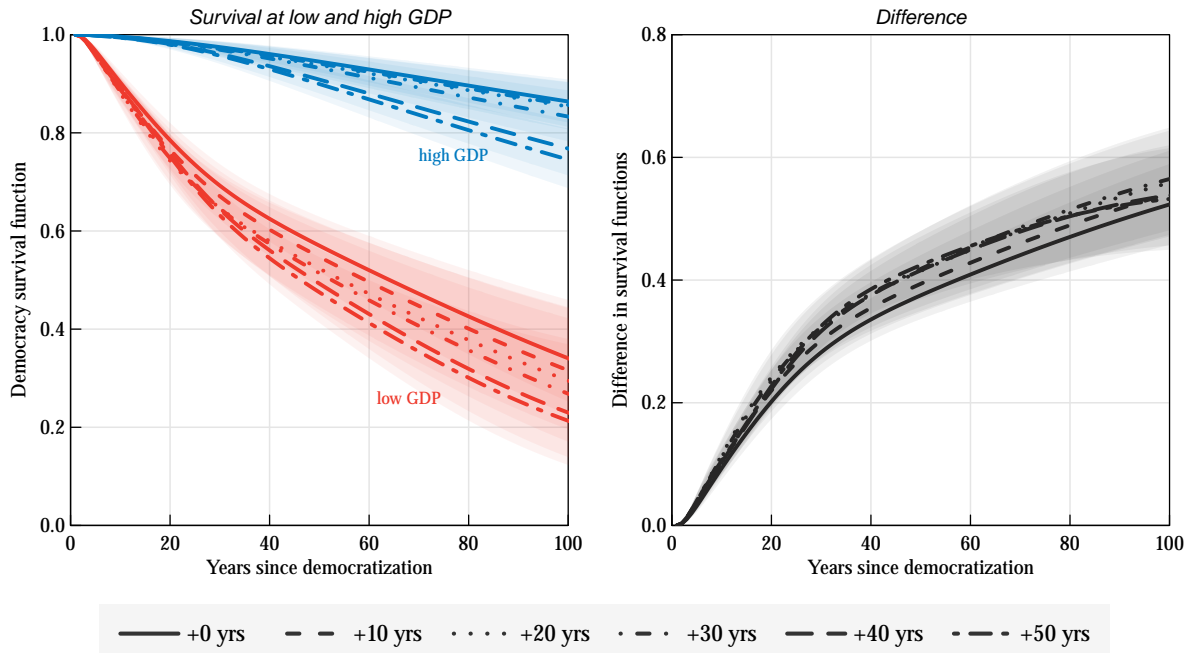 Survival at low and high GDP
1.0
0.8
0.6
0.4
0.2
0.0
0
20
40
60
80
100
Democracy survival function
Years since democratization
high GDP
low GDP
Difference
0.8
0.6
0.4
0.2
0.0
0
20
40
60
80
100
Difference in survival functions
Years since democratization
+0 yrs
+10 yrs
+20 yrs
+30 yrs
+40 yrs
+50 yrs